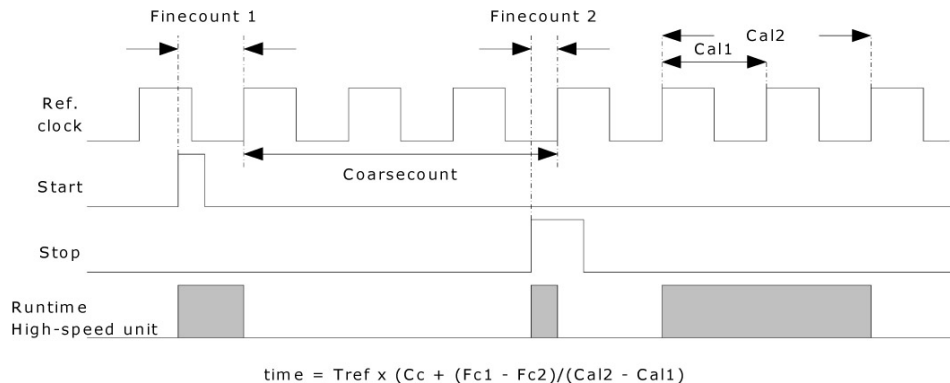 Finecount 1
Finecount 2
Cal2
Cal1
Ref.
clock
Coarsecount
Start
Stop
Runtime
High-speed unit
time = Tref x (Cc + (Fc1 - Fc2)/(Cal2 - Cal1)